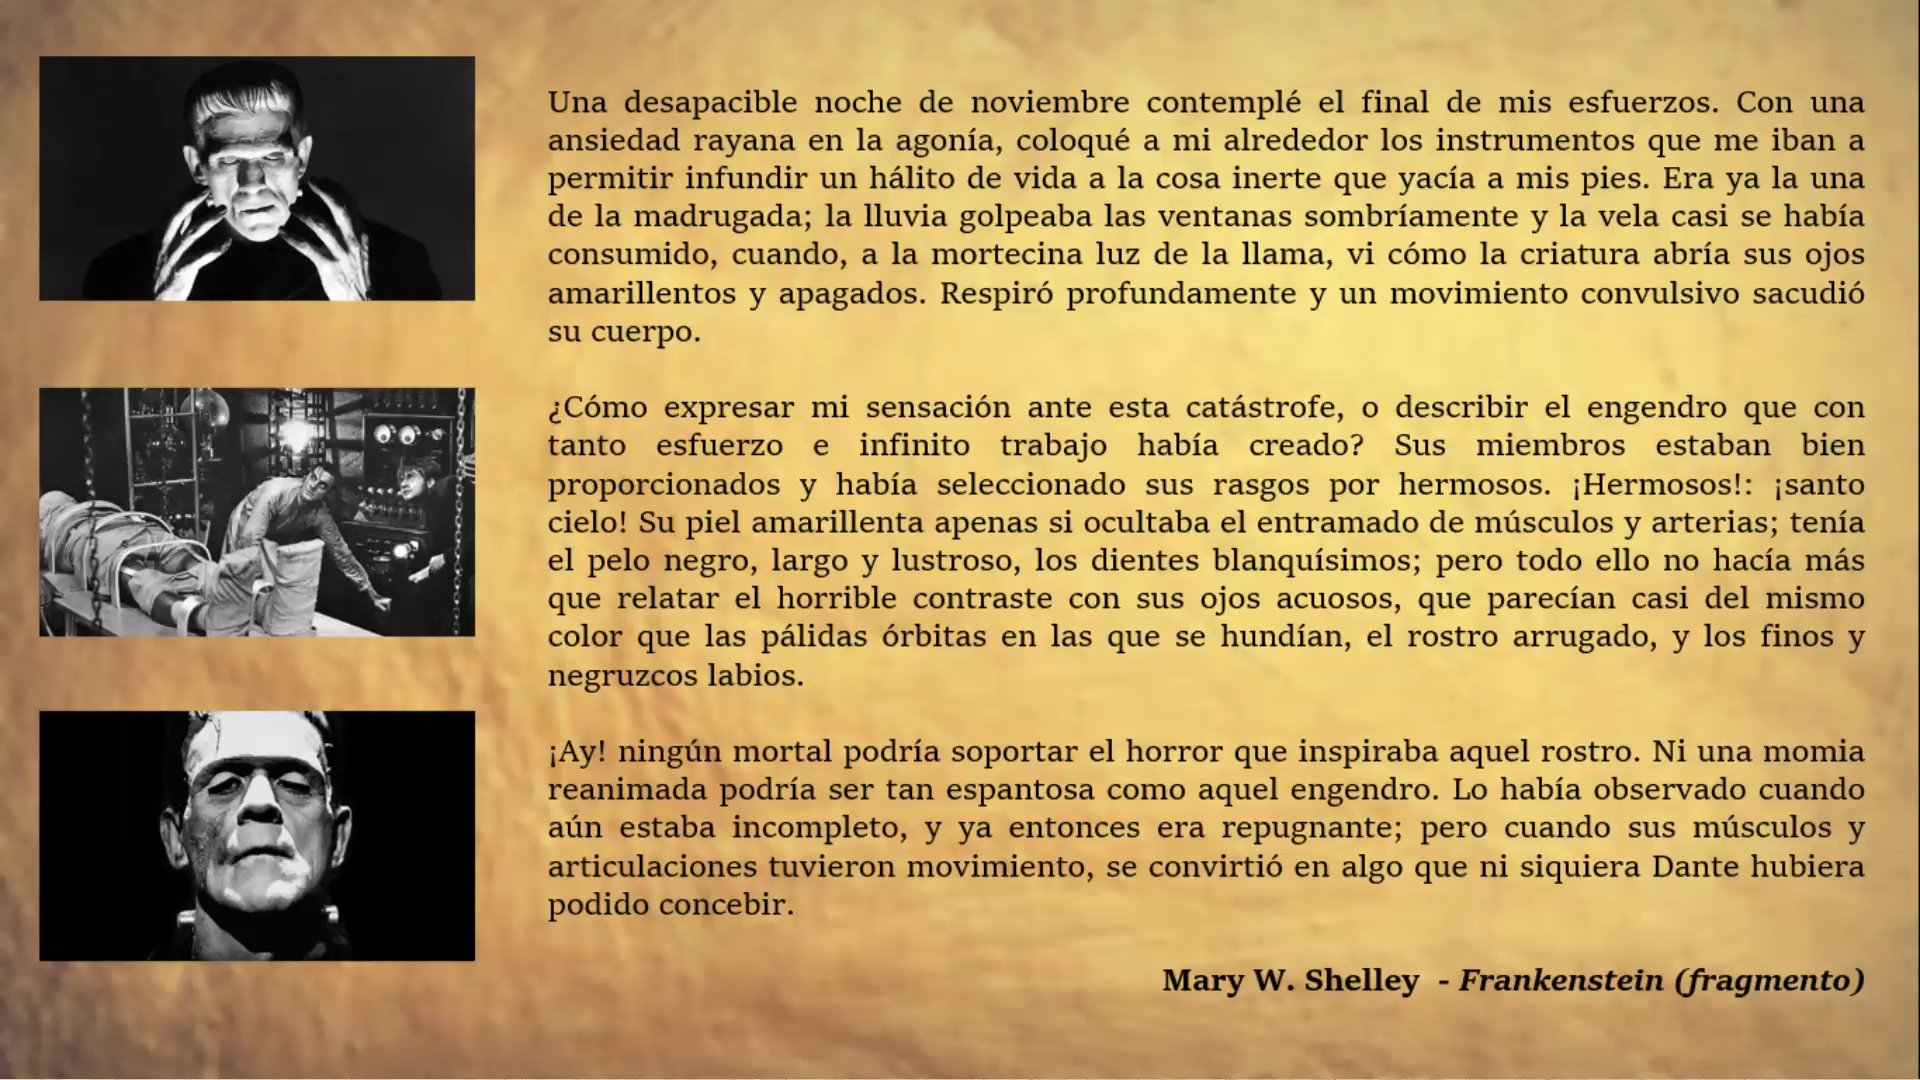 Una desapacible noche de noviembre contemplé el final de mis esfuerzos. Con una
ansiedad rayana en la agonía, coloqué a mi alrededor los instrumentos que me iban a
permitir infundir un hálito de vida a la cosa inerte que yacía a mis pies. Era ya la una
de la madrugada; la lluvia golpeaba las ventanas sombríamente y la vela casi se había
consumido, cuando, a la mortecina luz de la llama, vi cómo la criatura abría sus ojos
amarillentos y apagados. Respiró profundamente y un movimiento convulsivo sacudió
su cuerpo.
¿Cómo expresar mi sensación ante esta catástrofe, o describir el engendro que con
tanto esfuerzo e infinito trabajo había creado? Sus miembros estaban bien
proporcionados y había seleccionado sus rasgos por hermosos. ¡Hermosos!: ¡santo
cielo! Su piel amarillenta apenas si ocultaba el entramado de músculos y arterias; tenía
el pelo negro, largo y lustroso, los dientes blanquísimos; pero todo ello no hacía más
que relatar el horrible contraste con sus ojos acuosos, que parecían casi del mismo
color que las pálidas órbitas en las que se hundían, el rostro arrugado, y los finos y
negruzcos labios.
¡Ay! ningún mortal podría soportar el horror que inspiraba aquel rostro. Ni una momia
reanimada podría ser tan espantosa como aquel engendro. Lo había observado cuando
aún estaba incompleto, y ya entonces era repugnante; pero cuando sus músculos y
articulaciones tuvieron movimiento, se convirtió en algo que ni siquiera Dante hubiera
podido concebir.
Mary W. Shelley - Frankenstein (fragmento)